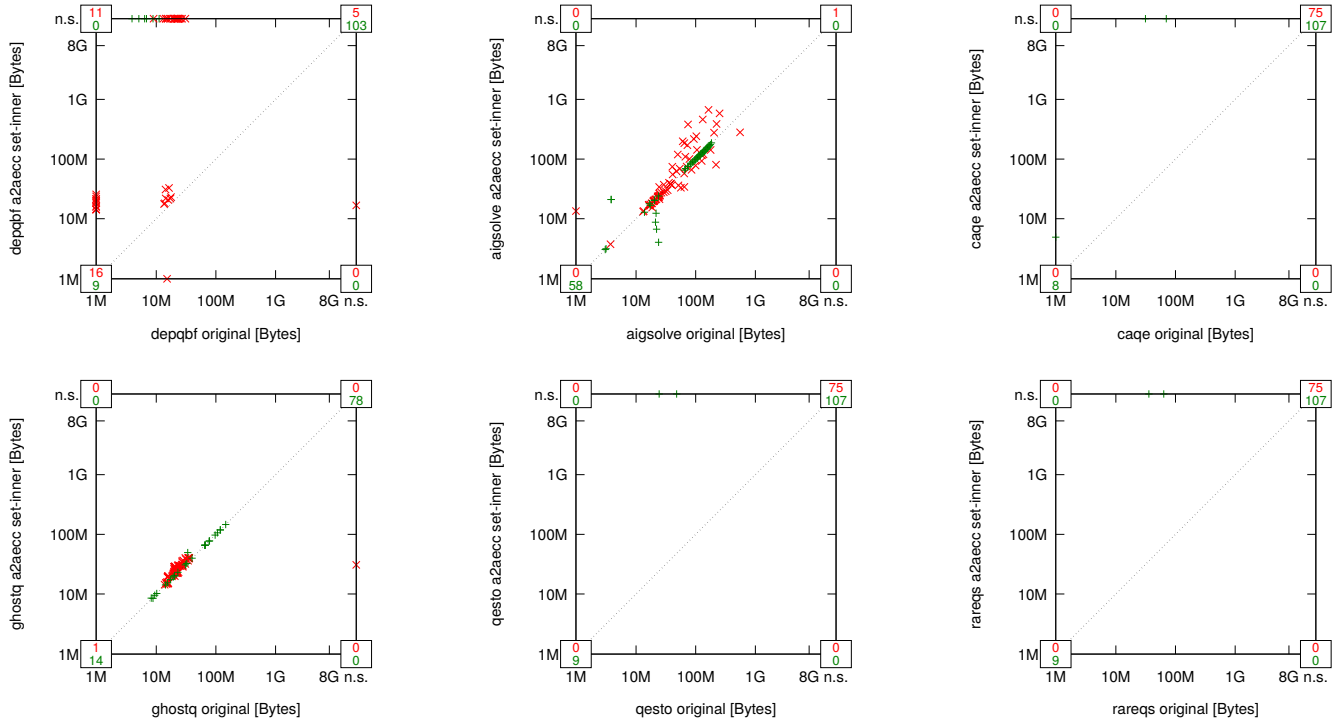 n.s.
8G
1G
100M
10M
1M
depqbf a2aecc set-inner [Bytes]
11
0
5
103
16
9
0
0
1M 10M 100M 1G 8G n.s.
depqbf original [Bytes]
n.s.
8G
1G
100M
10M
1M
aigsolve a2aecc set-inner [Bytes]
0
0
1
0
0
58
0
0
1M 10M 100M 1G 8G n.s.
aigsolve original [Bytes]
n.s.
8G
1G
100M
10M
1M
caqe a2aecc set-inner [Bytes]
0
0
75
107
0
8
0
0
1M 10M 100M 1G 8G n.s.
caqe original [Bytes]
n.s.
8G
1G
100M
10M
1M
ghostq a2aecc set-inner [Bytes]
0
0
0
78
1
14
0
0
1M 10M 100M 1G 8G n.s.
ghostq original [Bytes]
n.s.
8G
1G
100M
10M
1M
qesto a2aecc set-inner [Bytes]
0
0
75
107
0
9
0
0
1M 10M 100M 1G 8G n.s.
qesto original [Bytes]
n.s.
8G
1G
100M
10M
1M
rareqs a2aecc set-inner [Bytes]
0
0
75
107
0
9
0
0
1M 10M 100M 1G 8G n.s.
rareqs original [Bytes]